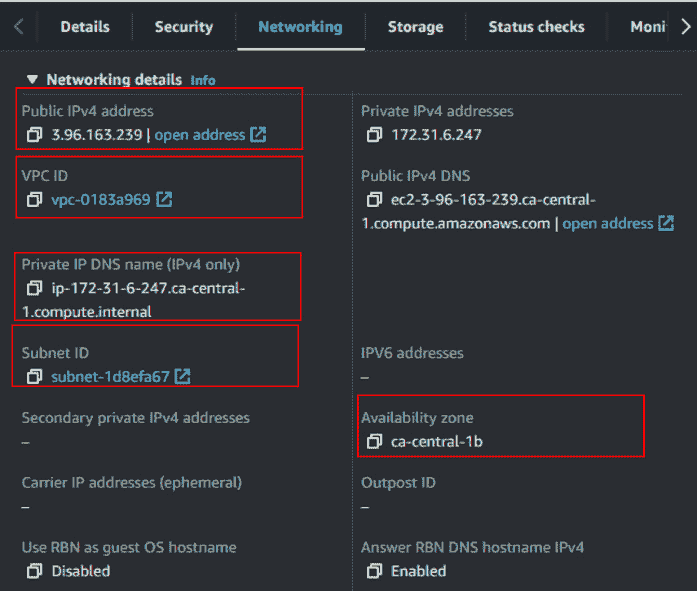 Details Security Networking Storage Status checks Moni
Networking details Info
Public IPv4 address
3.96.163.239 | open address
Private IPv4 addresses
172.31.6.247
VPC ID
vpc-0183a969
Public IPv4 DNS
ec2-3-96-163-239.ca-central-
1.compute.amazonaws.com | open address
Private IP DNS name (IPv4 only)
ip-172-31-6-247.ca-central-
1.compute.internal
Subnet ID
subnet-1d8efa67
IPV6 addresses
–
Secondary private IPv4 addresses
–
Availability zone
ca-central-1b
Carrier IP addresses (ephemeral)
–
Outpost ID
–
Use RBN as guest OS hostname
Disabled
Answer RBN DNS hostname IPv4
Enabled